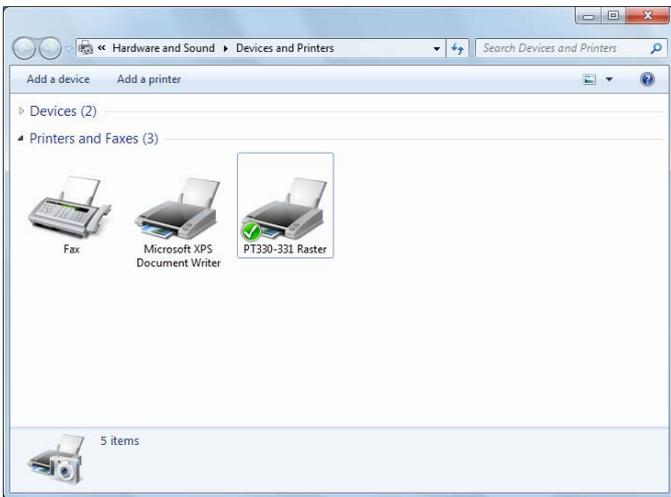 « Hardware and Sound ▸ Devices and Printers
Search Devices and Printers
Add a device Add a printer
Devices (2)
Printers and Faxes (3)
Fax
Microsoft XPS
Document Writer
PT330-331 Raster
5 items